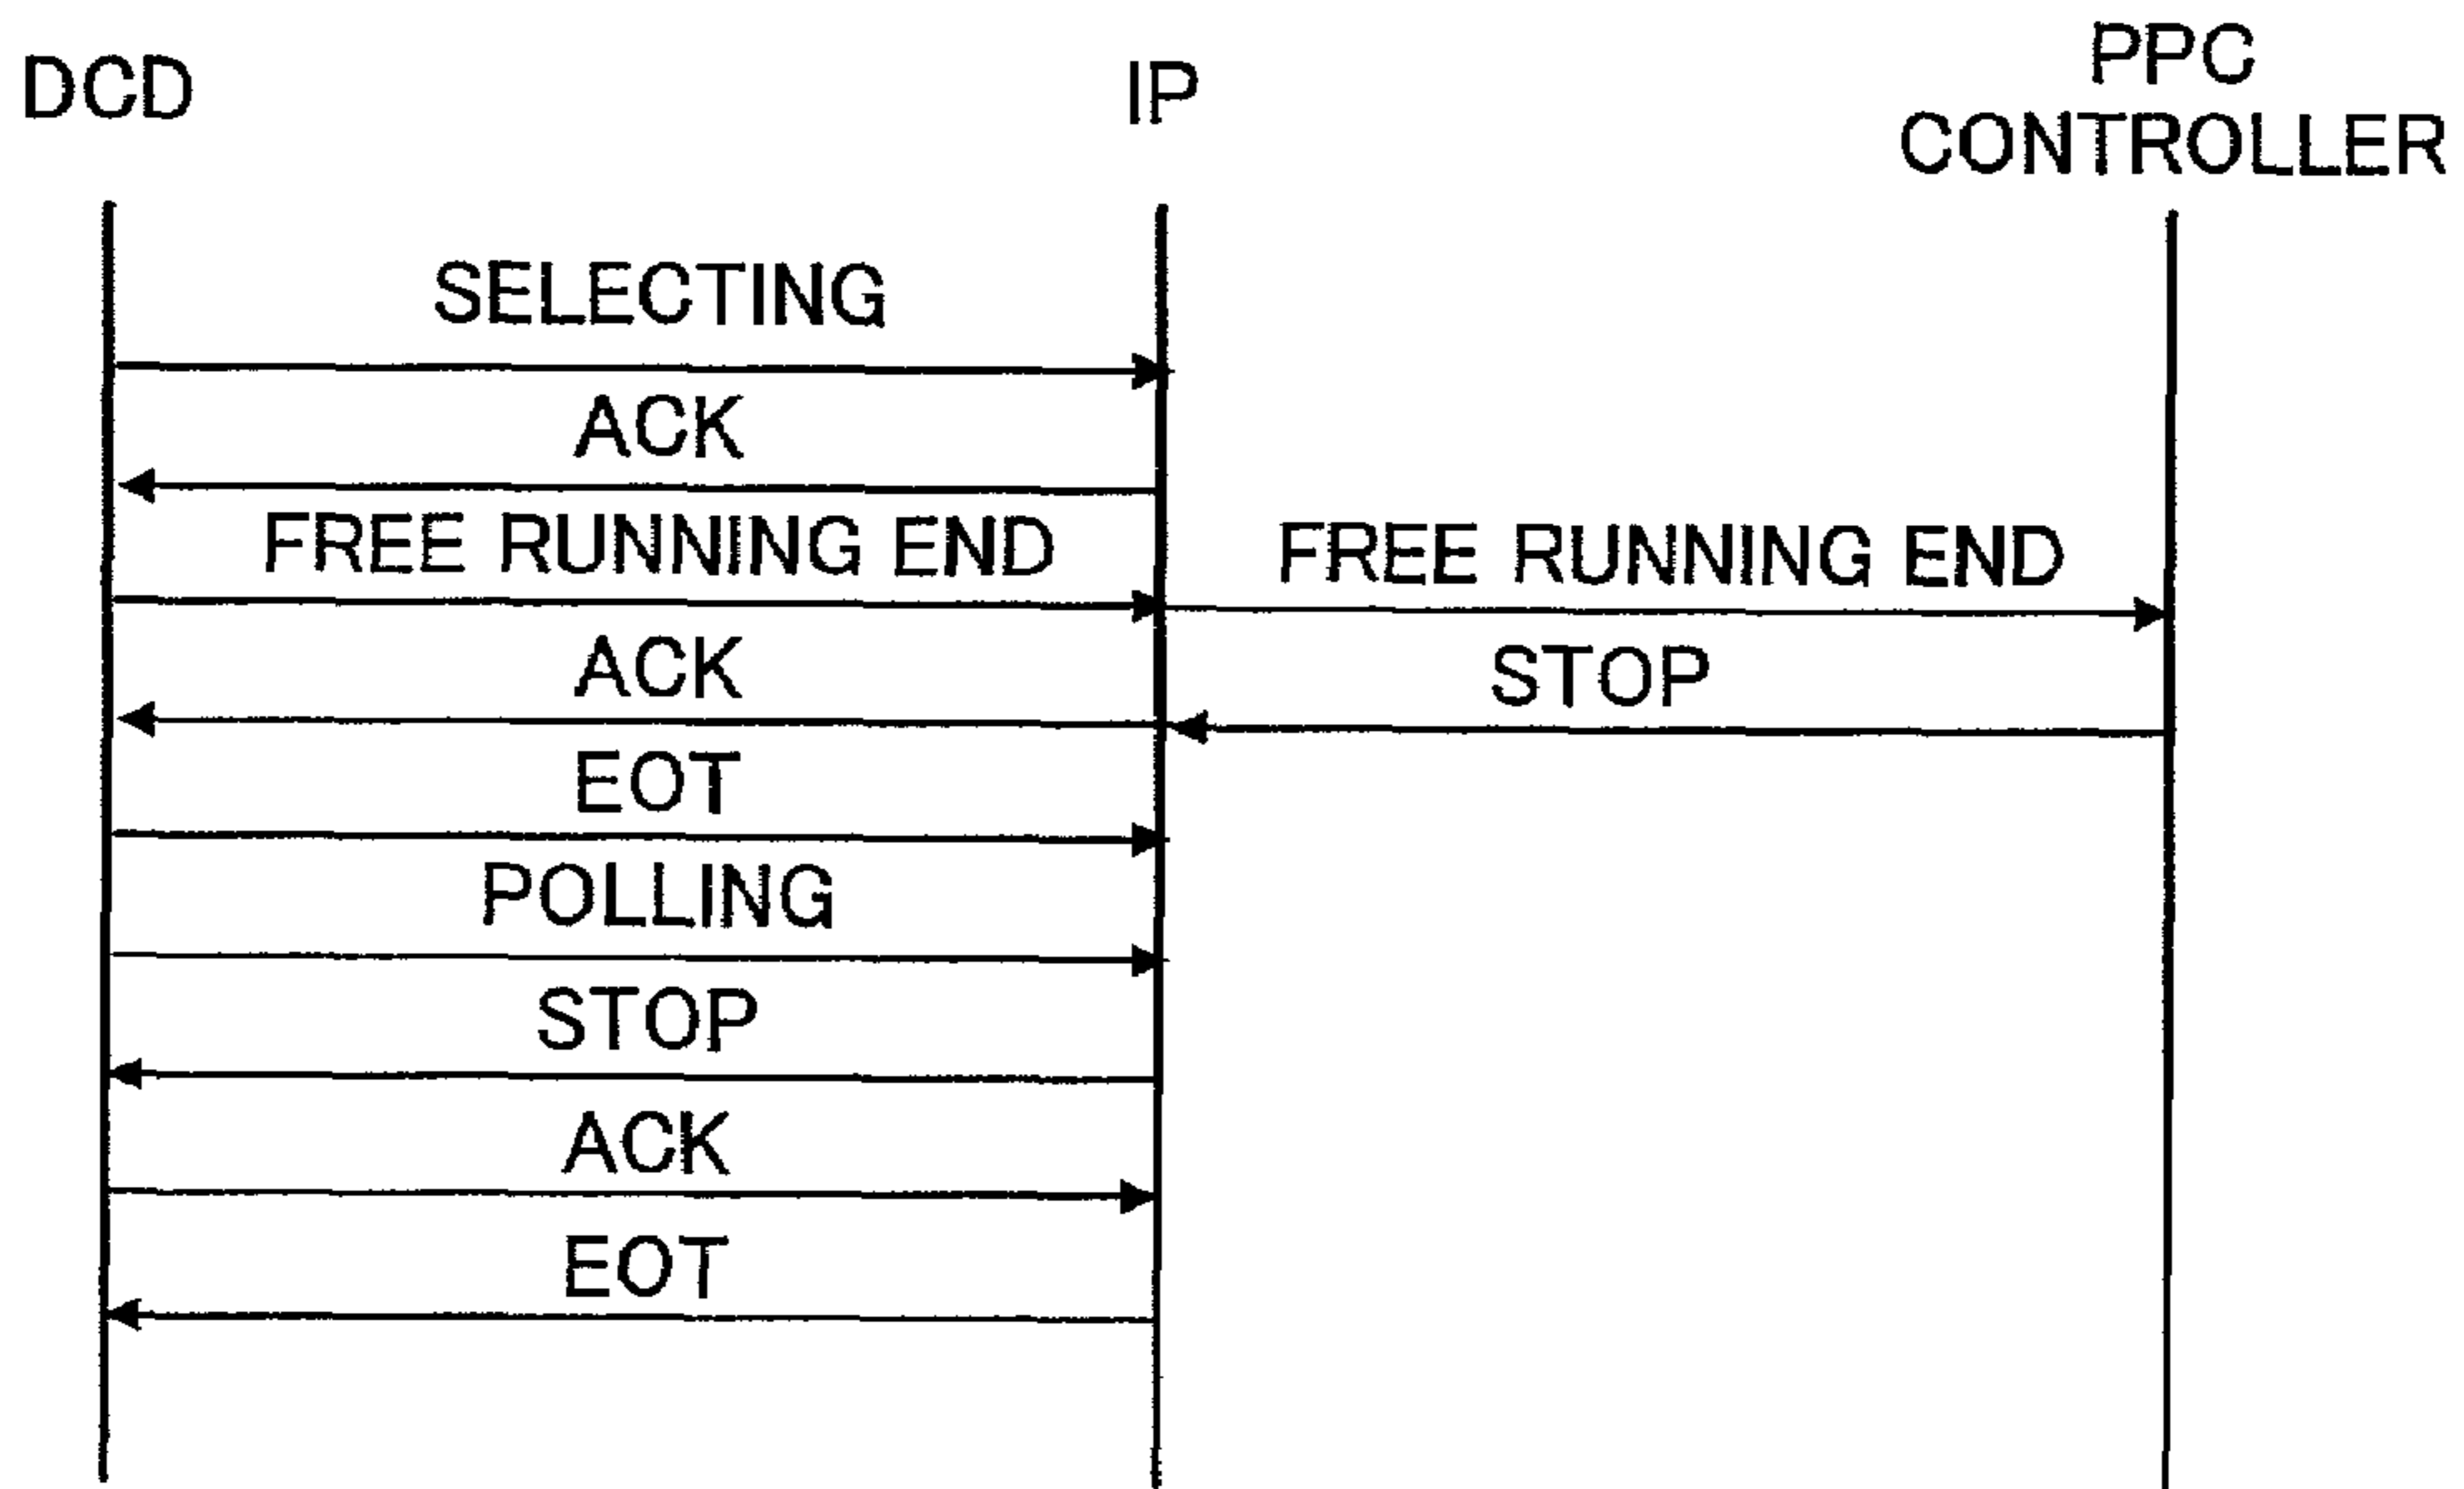 DCD
IP
PPC
CONTROLLER
SELECTING
ACK
FREE RUNNING END
FREE RUNNING END
ACK
STOP
EOT
POLLING
STOP
ACK
EOT